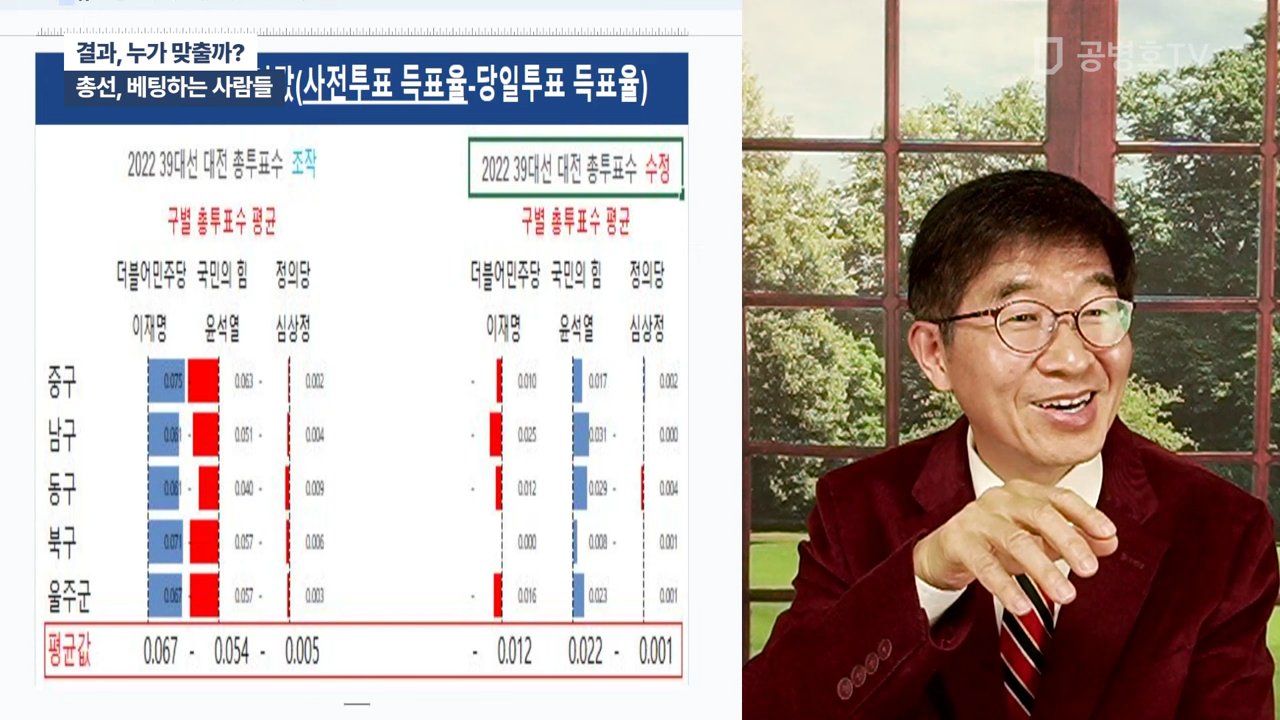 결과, 누가 맞출까?
총선, 베팅하는 사람들
값(사전투표 득표율-당일투표 득표율)
공병호TV
2022 39대선 대전 총투표수 조작
2022 39대선 대전 총투표수 수정
구별 총투표수 평균
구별 총투표수 평균
더불어민주당 국민의 힘 정의당
더불어민주당 국민의 힘 정의당
이재명 윤석열 심상정
이재명 윤석열 심상정
중구 0.075 0.063 - 0.002 - 0.010 0.017 0.002
남구 0.061 - 0.051 - 0.004 - 0.025 0.031 - 0.000
동구 0.061 0.040 - 0.009 - 0.012 0.029 - 0.004
북구 0.071 - 0.057 - 0.006 0.000 0.008 - 0.001
울주군 0.067 0.057 - 0.003 - 0.016 0.023 0.001
평균값 0.067 - 0.054 - 0.005 - 0.012 0.022 - 0.001